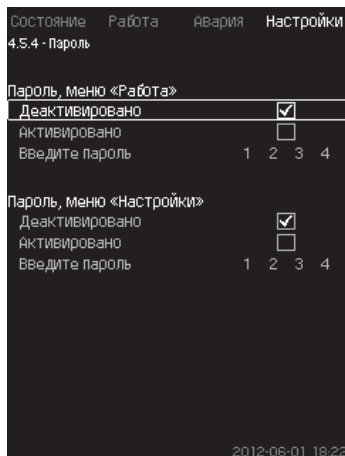 Состояние Работа Авария Настройки
4.5.4 - Пароль
Пароль, меню «Работа»
Деактивировано
Активировано
Введите пароль 1 2 3 4
Пароль, меню «Настройки»
Деактивировано
Активировано
Введите пароль 1 2 3 4
2012-06-01 18:22